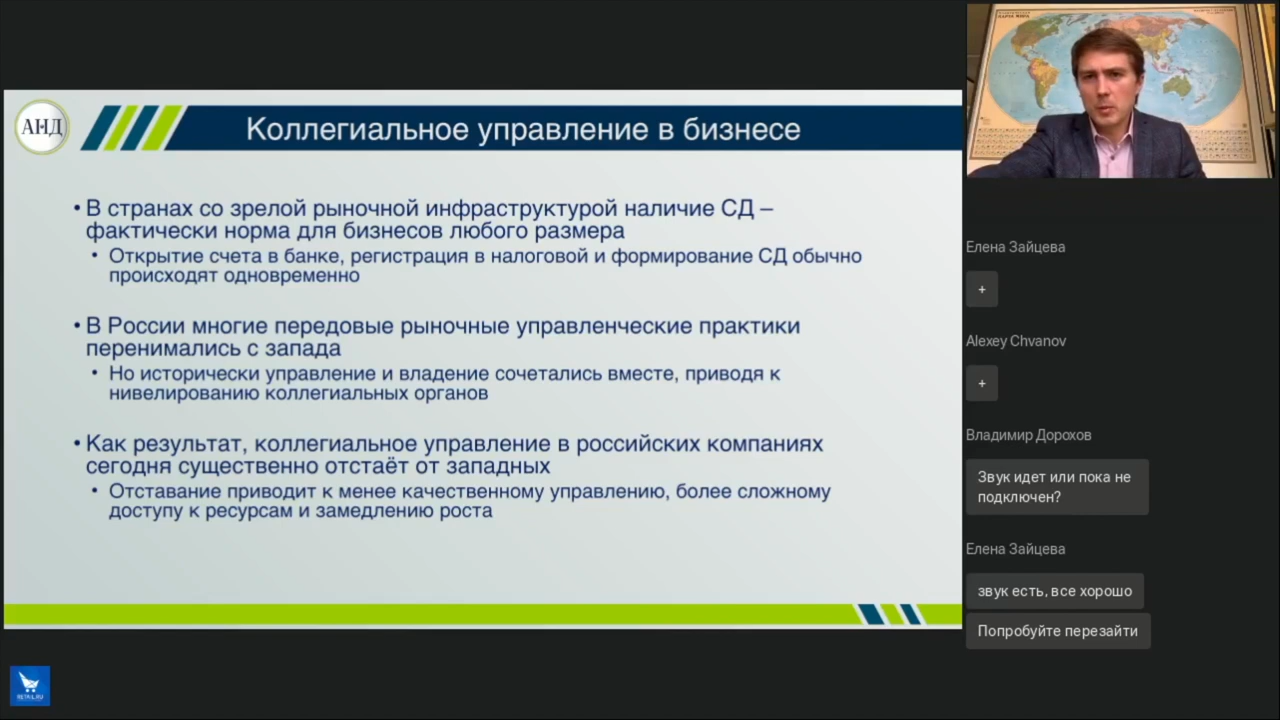 АНД
Коллегиальное управление в бизнесе
• В странах со зрелой рыночной инфраструктурой наличие СД –
фактически норма для бизнесов любого размера
• Открытие счета в банке, регистрация в налоговой и формирование СД обычно
происходят одновременно
• В России многие передовые рыночные управленческие практики
перенимались с запада
• Но исторически управление и владение сочетались вместе, приводя к
нивелированию коллегиальных органов
• Как результат, коллегиальное управление в российских компаниях
сегодня существенно отстаёт от западных
• Отставание приводит к менее качественному управлению, более сложному
доступу к ресурсам и замедлению роста
RETAIL.RU
Елена Зайцева
+
Alexey Chvanov
+
Владимир Дорохов
Звук идет или пока не
подключен?
Елена Зайцева
звук есть, все хорошо
Попробуйте перезайти